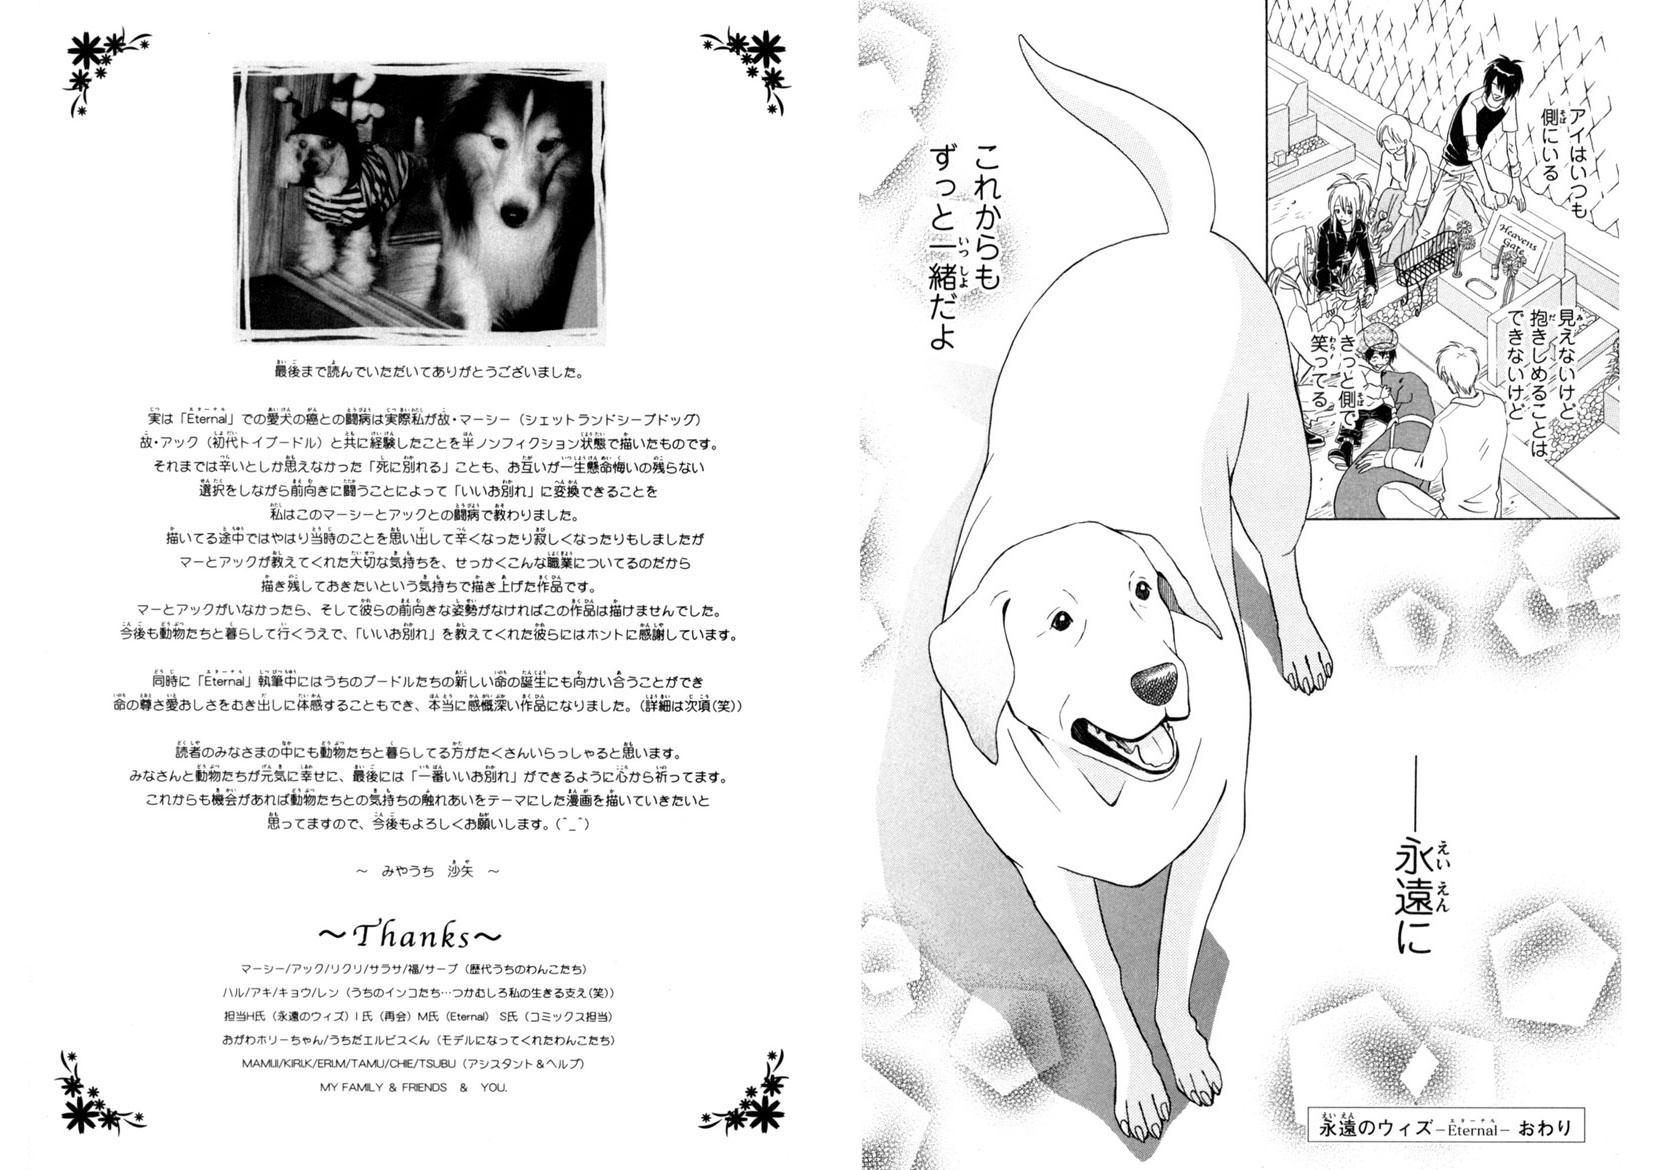 アイはいつも
側にいる
見えないけど
抱きしめることは
できないけど
きっと側で
笑ってる
Heavens
Gate
これからも
ずっと一緒だよ
──永遠に
永遠のウィズ−Eternal− おわり
最後まで読んでいただいてありがとうございました。
実は「Eternal」での愛犬の癌との闘病は実際私が故・マーシー（シェットランドシープドッグ）
故・アック（初代トイプードル）と共に経験したことを半ノンフィクション状態で描いたものです。
それまでは辛いとしか思えなかった「死に別れる」ことも、お互いが一生懸命悔いの残らない
選択をしながら前向きに闘うことによって「いいお別れ」に変換できることを
私はこのマーシーとアックとの闘病で教わりました。
描いてる途中ではやはり当時のことを思い出して辛くなったり寂しくなったりもしましたが
マーとアックが教えてくれた大切な気持ちを、せっかくこんな職業についてるのだから
描き残しておきたいという気持ちで描き上げた作品です。
マーとアックがいなかったら、そして彼らの前向きな姿勢がなければこの作品は描けませんでした。
今後も動物たちと暮らして行くうえで、「いいお別れ」を教えてくれた彼らにはホントに感謝しています。
同時に「Eternal」執筆中にはうちのプードルたちの新しい命の誕生にも向かい合うことができ
命の尊さ愛おしさをむき出しに体感することもでき、本当に感慨深い作品になりました。（詳細は次項（笑））
読者のみなさまの中にも動物たちと暮らしてる方がたくさんいらっしゃると思います。
みなさんと動物たちが元気に幸せに、最後には「一番いいお別れ」ができるように心から祈ってます。
これからも機会があれば動物たちとの気持ちの触れあいをテーマにした漫画を描いていきたいと
思ってますので、今後もよろしくお願いします。(^_^)
～ みやうち 沙矢 ～
～Thanks～
マーシー/アック/リクリ/サラサ/福/サーブ（歴代うちのわんこたち）
ハル/アキ/キョウ/レン（うちのインコたち…つかむしろ私の生きる支え（笑））
担当H氏（永遠のウィズ）I氏（再会）M氏（Eternal） S氏（コミックス担当）
おがわホリーちゃん/うちだエルビスくん（モデルになってくれたわんこたち）
MAMI.I/KIRI.K/ERI.M/TAMU/CHIE/TSUBU（アシスタント＆ヘルプ）
MY FAMILY & FRIENDS & YOU.